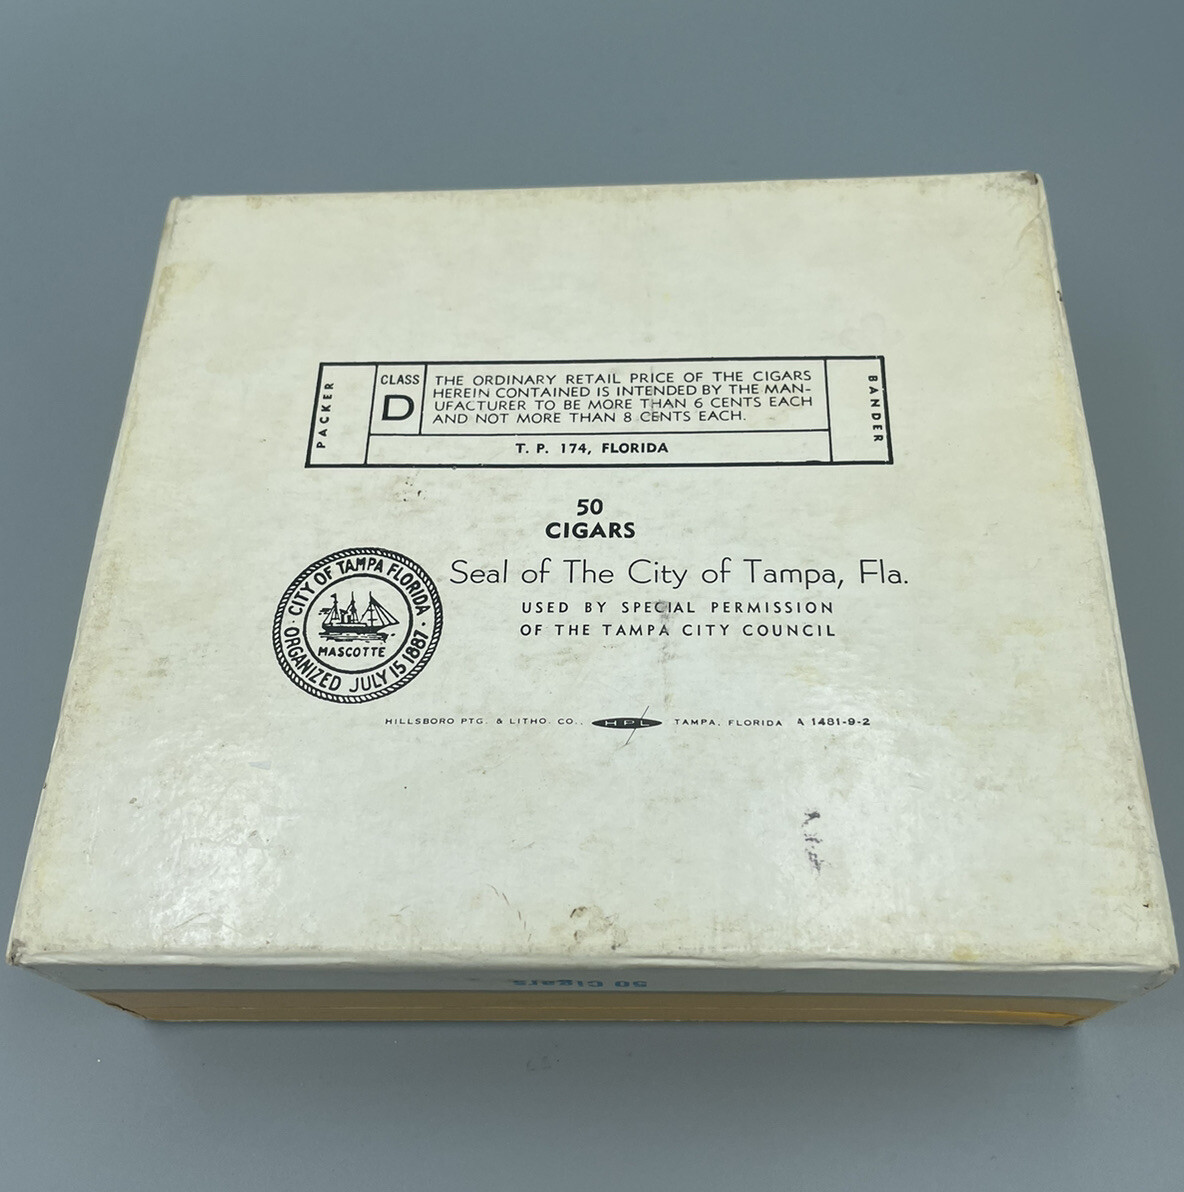 PACKER
CLASS
D
THE ORDINARY RETAIL PRICE OF THE CIGARS
HEREIN CONTAINED IS INTENDED BY THE MAN-
UFACTURER TO BE MORE THAN 6 CENTS EACH
AND NOT MORE THAN 8 CENTS EACH.
BANDER
T. P. 174, FLORIDA
50
CIGARS
CITY OF TAMPA FLORIDA
MASCOTTE
ORGANIZED JULY 15 1887
Seal of The City of Tampa, Fla.
USED BY SPECIAL PERMISSION
OF THE TAMPA CITY COUNCIL
HILLSBORO PTG. & LITHO. CO., HPL TAMPA, FLORIDA A 1481-9-2
50 Cigars